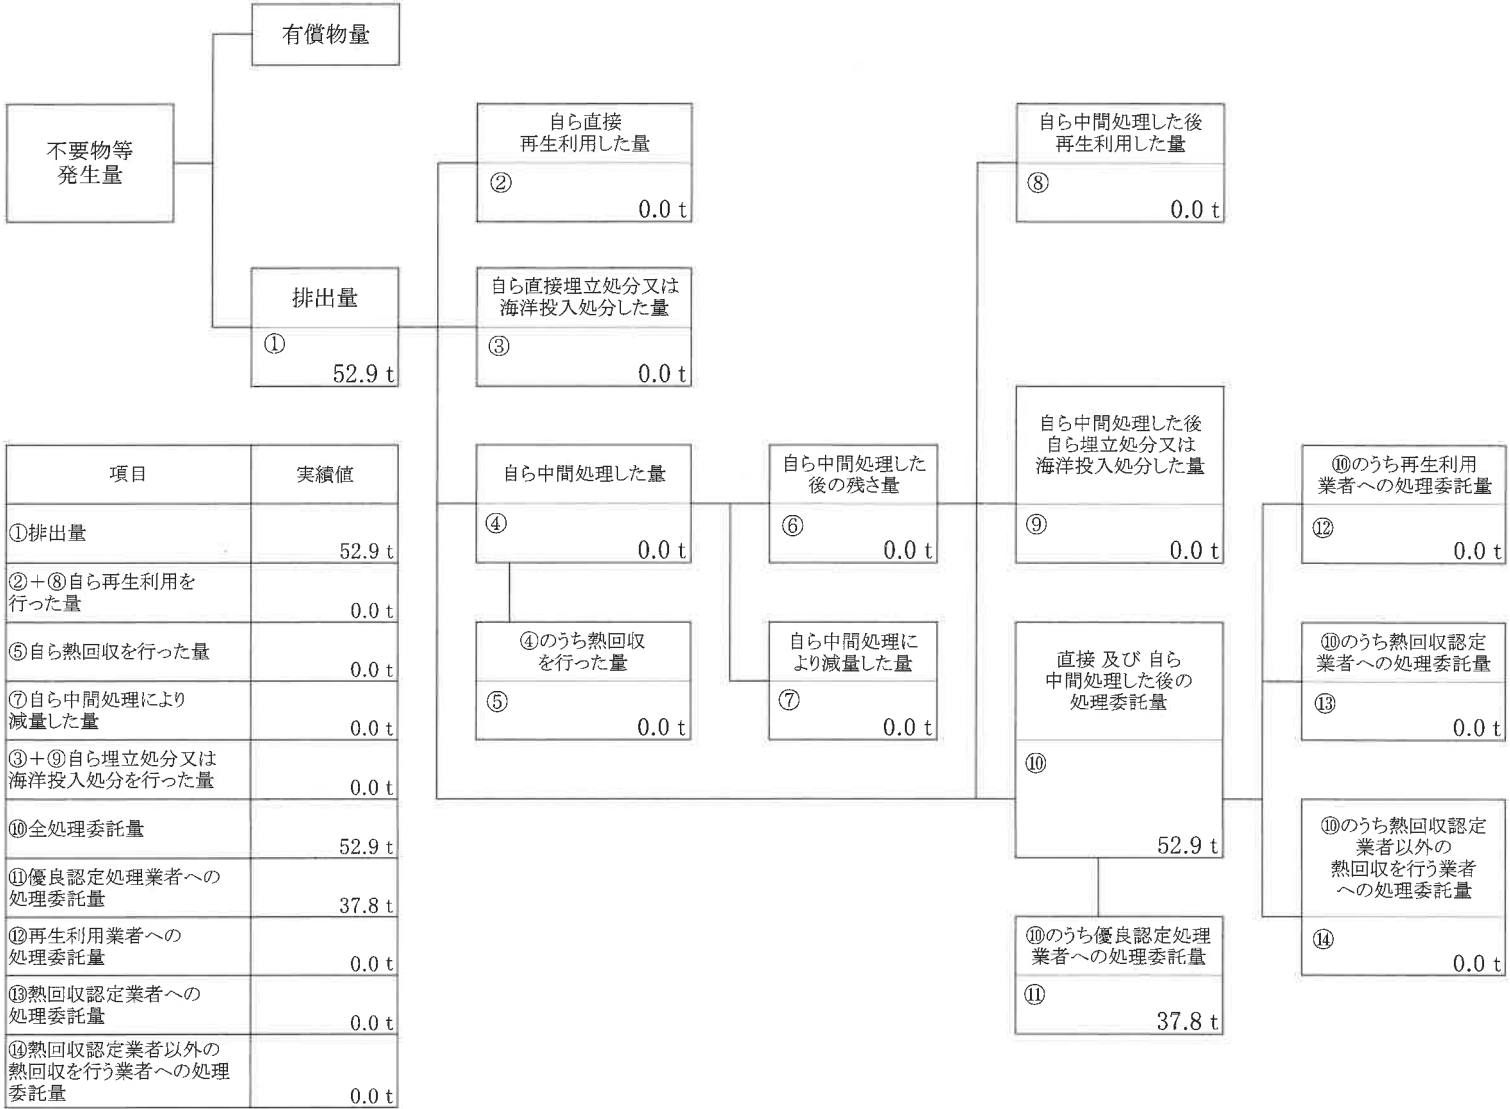 有償物量
不要物等
発生量
排出量
①
52.9 t
自ら直接
再生利用した量
②
0.0 t
自ら直接埋立処分又は
海洋投入処分した量
③
0.0 t
自ら中間処理した量
④
0.0 t
④のうち熱回収
を行った量
⑤
0.0 t
自ら中間処理した
後の残さ量
⑥
0.0 t
自ら中間処理に
より減量した量
⑦
0.0 t
自ら中間処理した後
再生利用した量
⑧
0.0 t
自ら中間処理した後
自ら埋立処分又は
海洋投入処分した量
⑨
0.0 t
直接 及び 自ら
中間処理した後の
処理委託量
⑩
52.9 t
⑩のうち優良認定処理
業者への処理委託量
⑪
37.8 t
⑩のうち再生利用
業者への処理委託量
⑫
0.0 t
⑩のうち熱回収認定
業者への処理委託量
⑬
0.0 t
⑩のうち熱回収認定
業者以外の
熱回収を行う業者
への処理委託量
⑭
0.0 t
項目 実績値
①排出量
52.9 t
②+⑧自ら再生利用を
行った量
0.0 t
⑤自ら熱回収を行った量
0.0 t
⑦自ら中間処理により
減量した量
0.0 t
③+⑨自ら埋立処分又は
海洋投入処分を行った量
0.0 t
⑩全処理委託量
52.9 t
⑪優良認定処理業者への
処理委託量
37.8 t
⑫再生利用業者への
処理委託量
0.0 t
⑬熱回収認定業者への
処理委託量
0.0 t
⑭熱回収認定業者以外の
熱回収を行う業者への処理
委託量
0.0 t